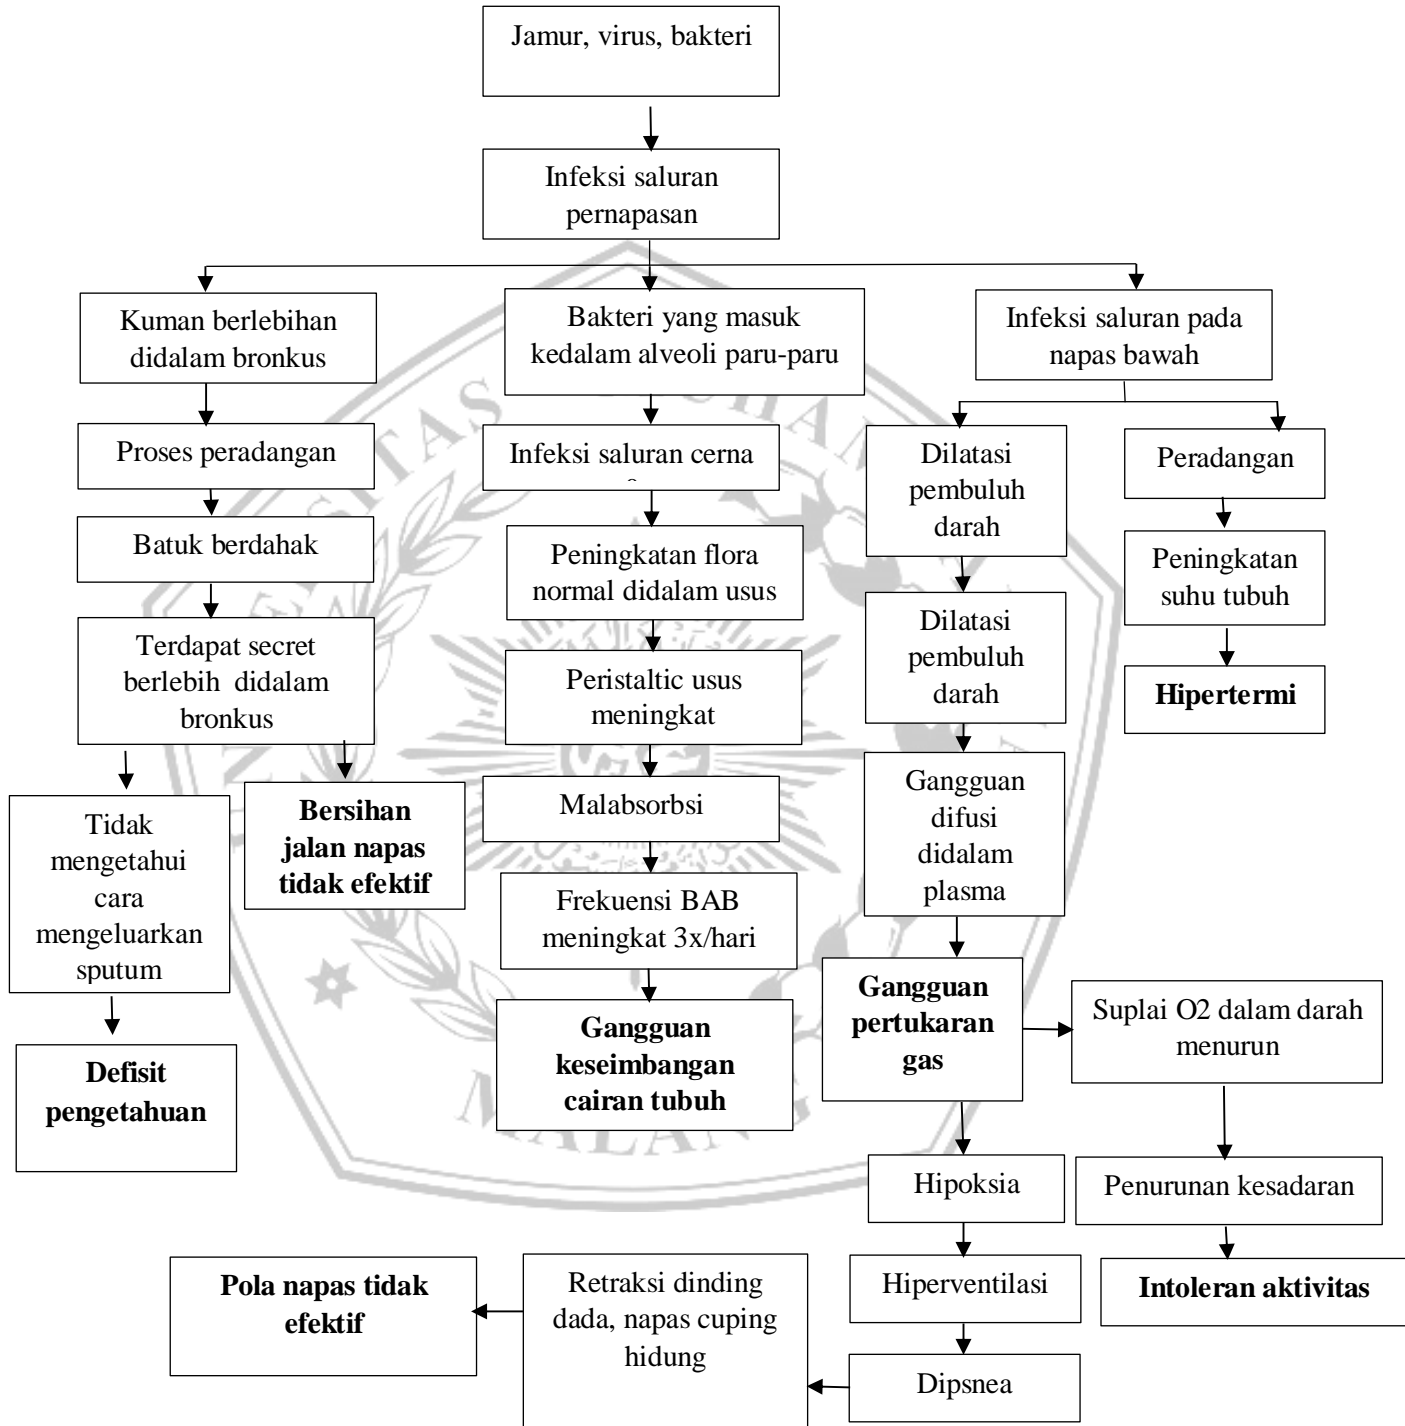 Jamur, virus, bakteri
Infeksi saluran
pernapasan
Kuman berlebihan
didalam bronkus
Bakteri yang masuk
kedalam alveoli paru-paru
Infeksi saluran pada
napas bawah
Proses peradangan
Infeksi saluran cerna
Dilatasi
pembuluh
darah
Peradangan
Batuk berdahak
Peningkatan flora
normal didalam usus
Peningkatan
suhu tubuh
Terdapat secret
berlebih didalam
bronkus
Peristaltic usus
meningkat
Dilatasi
pembuluh
darah
Hipertermi
Tidak
mengetahui
cara
mengeluarkan
sputum
Bersihan
jalan napas
tidak efektif
Malabsorbsi
Gangguan
difusi
didalam
plasma
Frekuensi BAB
meningkat 3x/hari
Defisit
pengetahuan
Gangguan
keseimbangan
cairan tubuh
Gangguan
pertukaran
gas
Suplai O2 dalam darah
menurun
Hipoksia
Penurunan kesadaran
Pola napas tidak
efektif
Retraksi dinding
dada, napas cuping
hidung
Hiperventilasi
Intoleran aktivitas
Dipsnea
MALANG